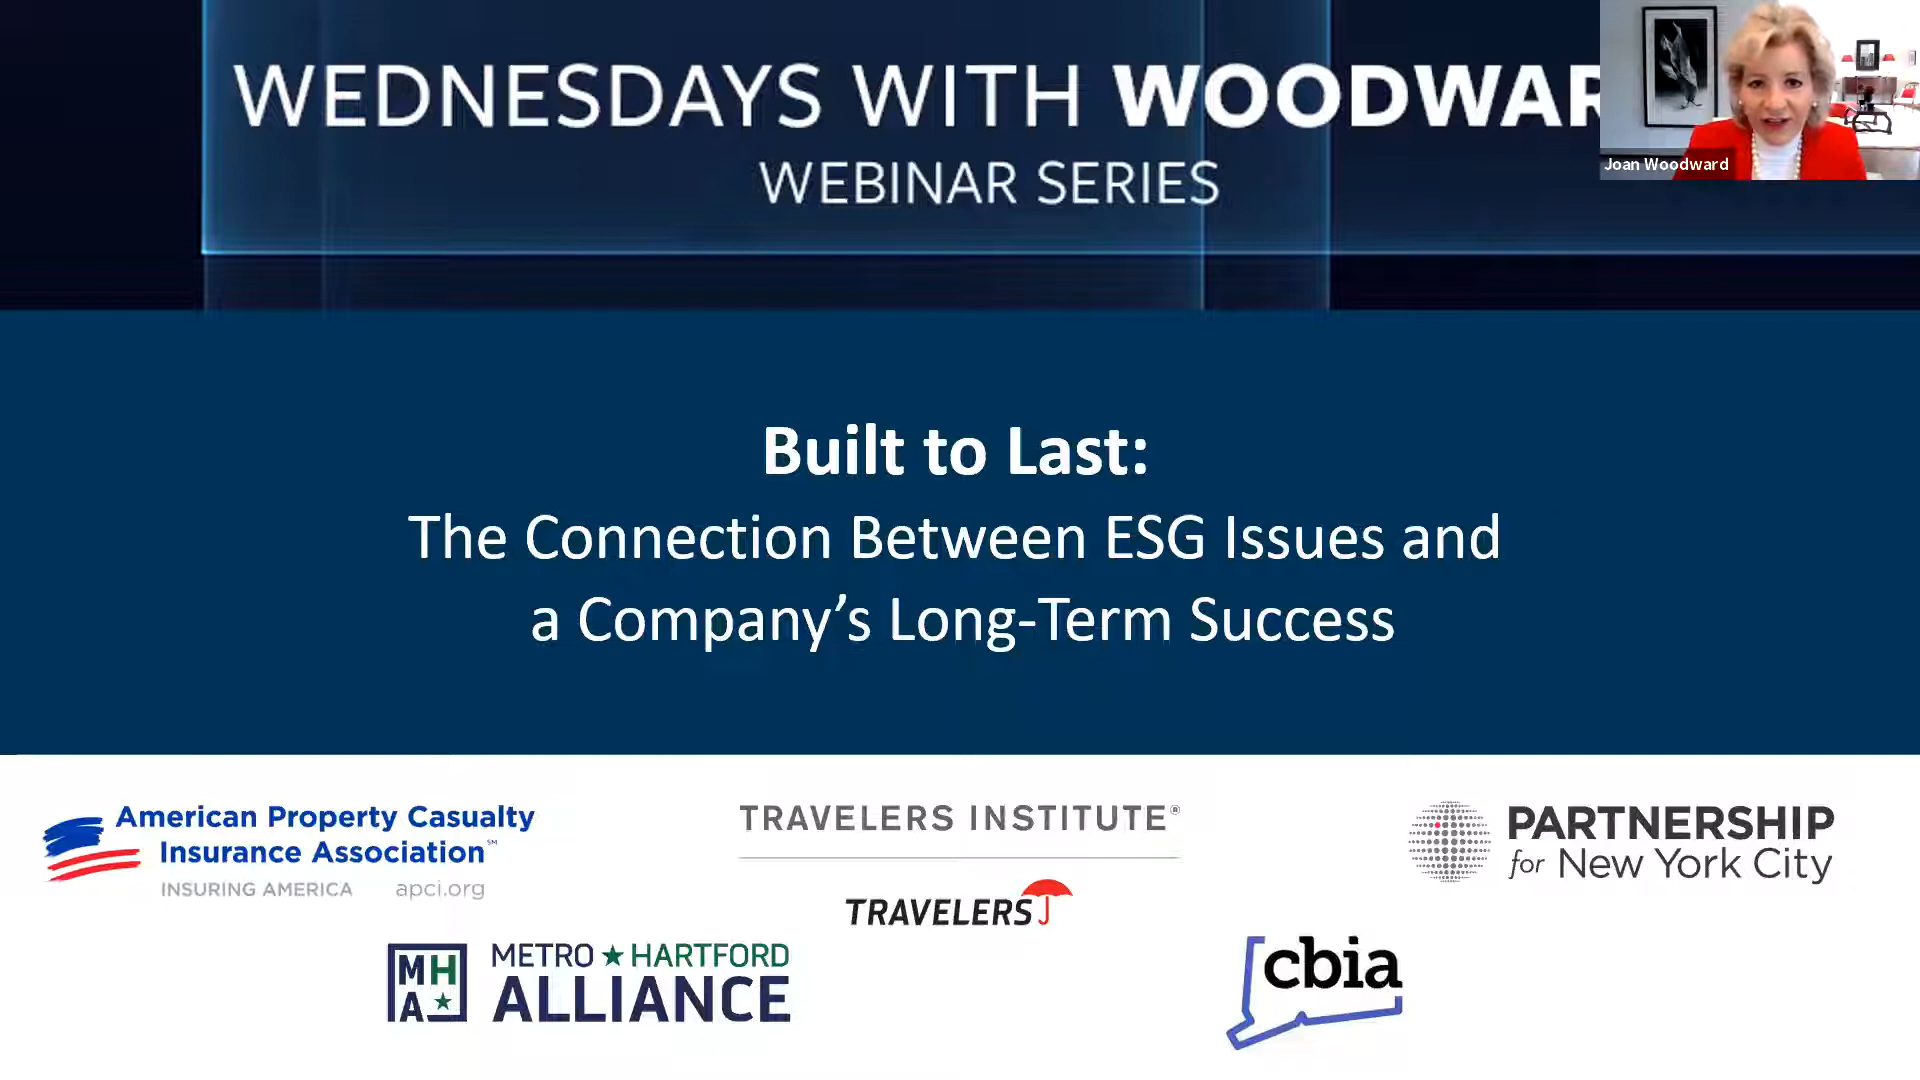 WEDNESDAYS WITH WOODWAR
WEBINAR SERIES
Joan Woodward
Built to Last:
The Connection Between ESG Issues and
a Company’s Long-Term Success
American Property Casualty
Insurance Association℠
INSURING AMERICA apci.org
TRAVELERS INSTITUTE®
TRAVELERS
PARTNERSHIP
for New York City
MH
A
METRO HARTFORD
ALLIANCE
cbia